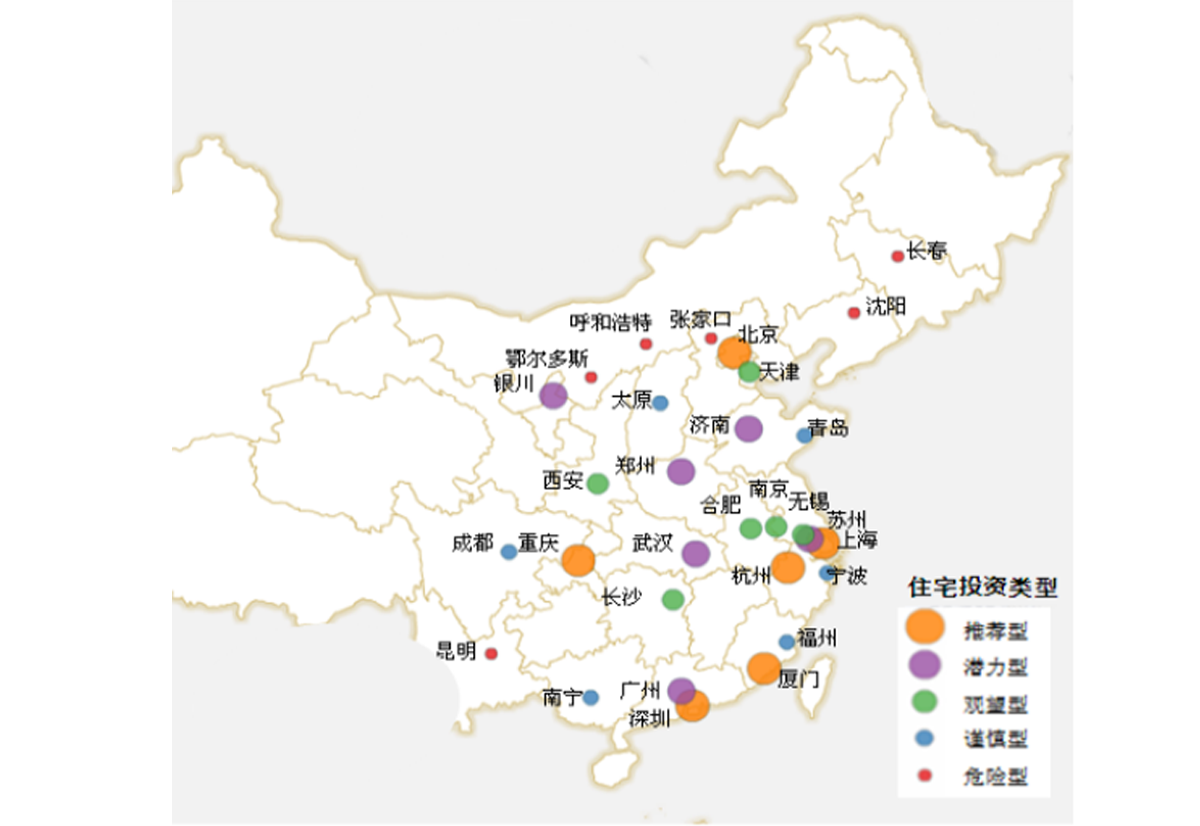 长春
沈阳
呼和浩特
张家口
北京
鄂尔多斯
天津
银川
太原
济南
青岛
郑州
西安
南京
合肥
无锡
苏州
上海
成都
重庆
武汉
杭州
宁波
长沙
福州
昆明
厦门
南宁
广州
深圳
住宅投资类型
推荐型
潜力型
观望型
谨慎型
危险型